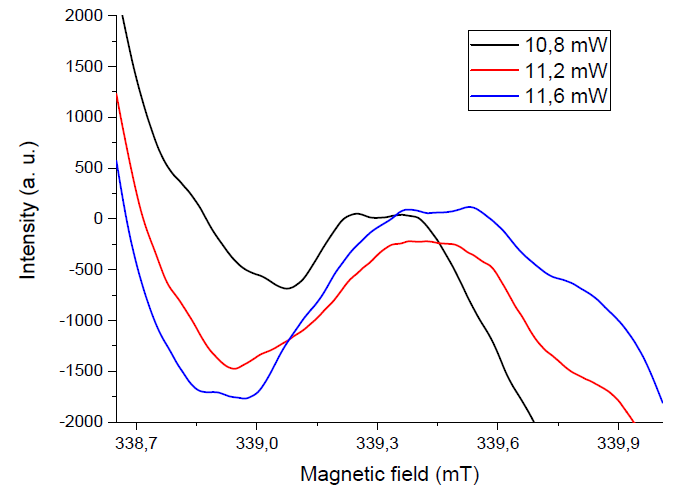 2000
1500
1000
500
0
-500
-1000
-1500
-2000
Intensity (a. u.)
10,8 mW
11,2 mW
11,6 mW
338,7 339,0 339,3 339,6 339,9
Magnetic field (mT)